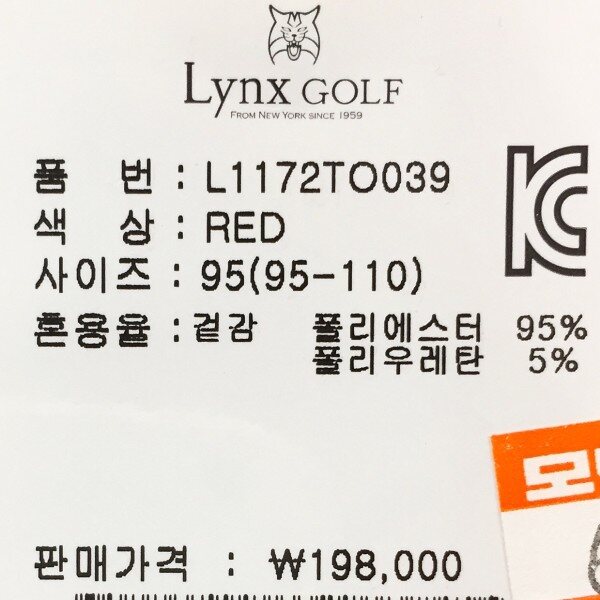 Lynx GOLF
FROM NEW YORK SINCE 1959
품 번 : L1172TO039
색 상 : RED
사이즈 : 95(95-110)
혼용율 : 겉감 폴리에스터 95%
폴리우레탄 5%
판매가격 : ₩198,000